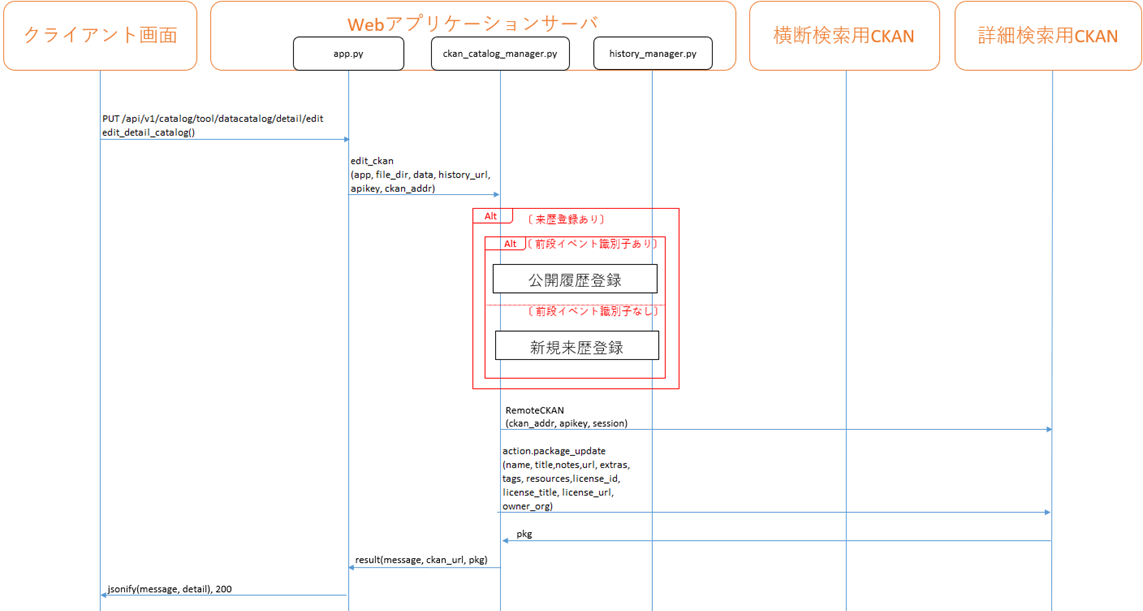 クライアント画面
Webアプリケーションサーバ
横断検索用CKAN
詳細検索用CKAN
app.py
ckan_catalog_manager.py
history_manager.py
PUT /api/v1/catalog/tool/datacatalog/detail/edit
edit_detail_catalog()
edit_ckan
(app, file_dir, data, history_url,
apikey, ckan_addr)
Alt
〔来歴登録あり〕
Alt
〔前段イベント識別子あり〕
公開履歴登録
〔前段イベント識別子なし〕
新規来歴登録
RemoteCKAN
(ckan_addr, apikey, session)
action.package_update
(name, title,notes,url, extras,
tags, resources,license_id,
license_title, license_url,
owner_org)
pkg
result(message, ckan_url, pkg)
jsonify(message, detail), 200